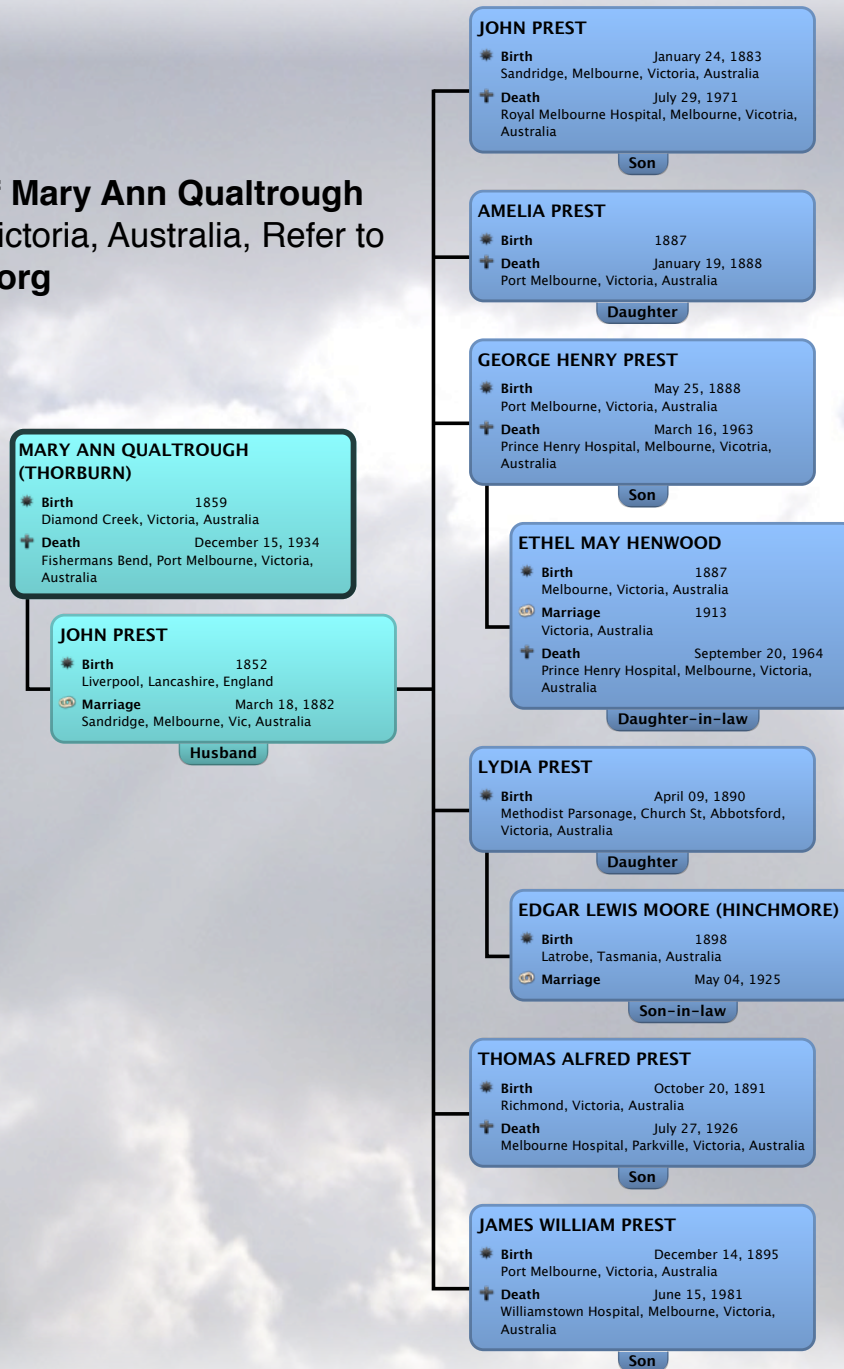 Mary Ann Qualtrough
ictoria, Australia, Refer to
org
MARY ANN QUALTROUGH
(THORBURN)
Birth 1859
Diamond Creek, Victoria, Australia
Death December 15, 1934
Fishermans Bend, Port Melbourne, Victoria,
Australia
JOHN PREST
Birth 1852
Liverpool, Lancashire, England
Marriage March 18, 1882
Sandridge, Melbourne, Vic, Australia
Husband
JOHN PREST
Birth January 24, 1883
Sandridge, Melbourne, Victoria, Australia
Death July 29, 1971
Royal Melbourne Hospital, Melbourne, Vicotria,
Australia
Son
AMELIA PREST
Birth 1887
Death January 19, 1888
Port Melbourne, Victoria, Australia
Daughter
GEORGE HENRY PREST
Birth May 25, 1888
Port Melbourne, Victoria, Australia
Death March 16, 1963
Prince Henry Hospital, Melbourne, Vicotria,
Australia
Son
ETHEL MAY HENWOOD
Birth 1887
Melbourne, Victoria, Australia
Marriage 1913
Victoria, Australia
Death September 20, 1964
Prince Henry Hospital, Melbourne, Victoria,
Australia
Daughter-in-law
LYDIA PREST
Birth April 09, 1890
Methodist Parsonage, Church St, Abbotsford,
Victoria, Australia
Daughter
EDGAR LEWIS MOORE (HINCHMORE)
Birth 1898
Latrobe, Tasmania, Australia
Marriage May 04, 1925
Son-in-law
THOMAS ALFRED PREST
Birth October 20, 1891
Richmond, Victoria, Australia
Death July 27, 1926
Melbourne Hospital, Parkville, Victoria, Australia
Son
JAMES WILLIAM PREST
Birth December 14, 1895
Port Melbourne, Victoria, Australia
Death June 15, 1981
Williamstown Hospital, Melbourne, Victoria,
Australia
Son